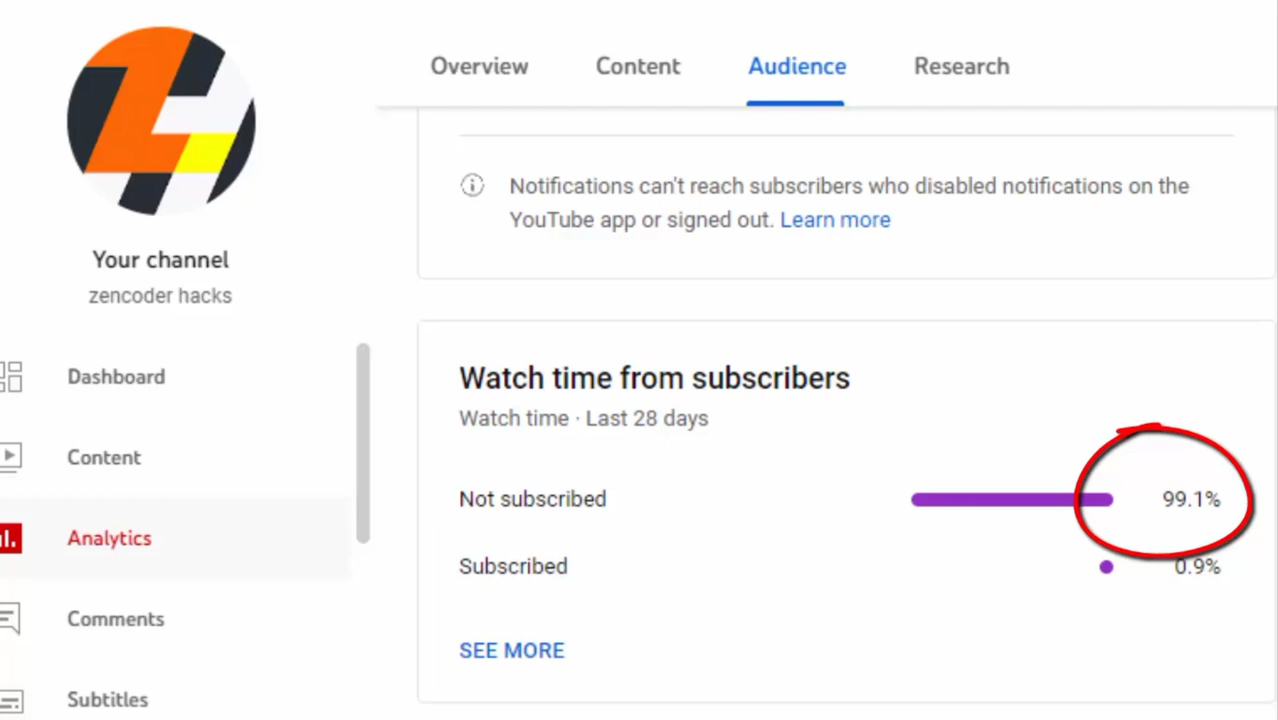 Overview Content Audience Research
Notifications can't reach subscribers who disabled notifications on the
YouTube app or signed out. Learn more
Your channel
zencoder hacks
Dashboard
Content
Analytics
Comments
Subtitles
Watch time from subscribers
Watch time · Last 28 days
Not subscribed 99.1%
Subscribed 0.9%
SEE MORE